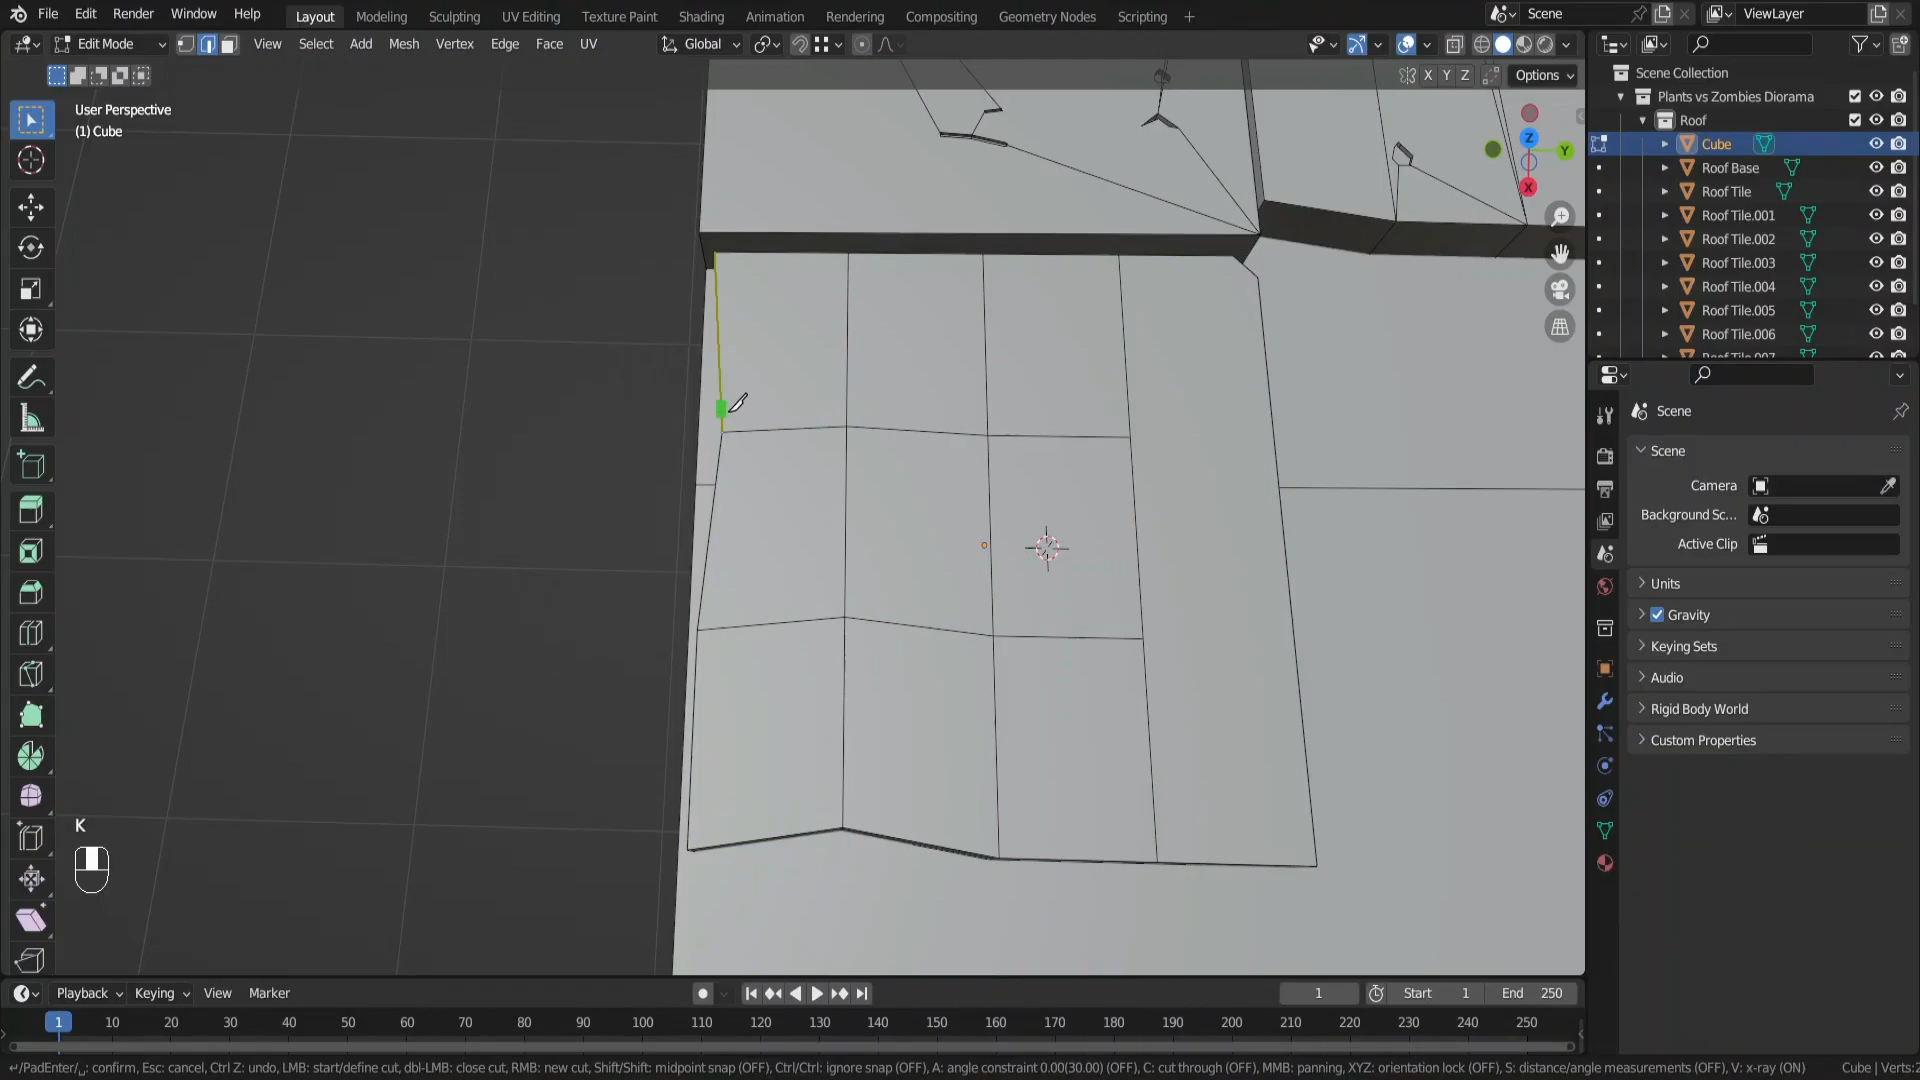 File Edit Render Window Help Layout Modeling Sculpting UV Editing Texture Paint Shading Animation Rendering Compositing Geometry Nodes Scripting + Scene ViewLayer
Edit Mode View Select Add Mesh Vertex Edge Face UV Global
X Y Z Options
User Perspective
(1) Cube
Z
Y
X
K
Scene Collection
Plants vs Zombies Diorama
Roof
Cube
Roof Base
Roof Tile
Roof Tile.001
Roof Tile.002
Roof Tile.003
Roof Tile.004
Roof Tile.005
Roof Tile.006
Roof Tile.007
Scene
Scene
Camera
Background Sc...
Active Clip
Units
Gravity
Keying Sets
Audio
Rigid Body World
Custom Properties
Playback Keying View Marker 1 Start 1 End 250
1 10 20 30 40 50 60 70 80 90 100 110 120 130 140 150 160 170 180 190 200 210 220 230 240 250
↵/PadEnter/␣: confirm, Esc: cancel, Ctrl Z: undo, LMB: start/define cut, dbl-LMB: close cut, RMB: new cut, Shift/Shift: midpoint snap (OFF), Ctrl/Ctrl: ignore snap (OFF), A: angle constraint 0.00(30.00) (OFF), C: cut through (OFF), MMB: panning, XYZ: orientation lock (OFF), S: distance/angle measurements (OFF), V: x-ray (ON) Cube | Verts:2